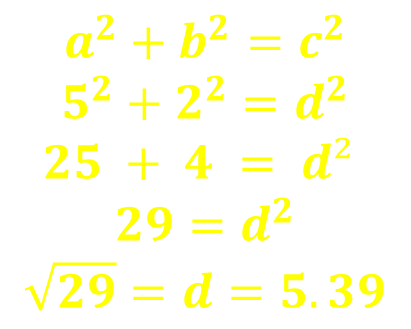 a² + b² = c²
5² + 2² = d²
25 + 4 = d²
29 = d²
√29 = d = 5.39